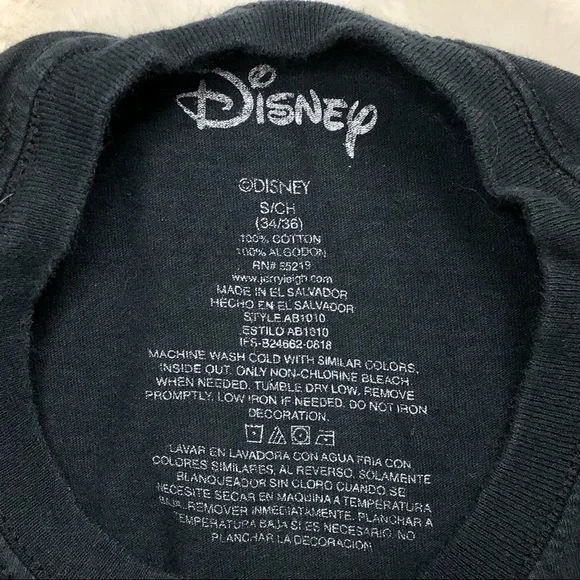 Disney
©DISNEY
S/CH
(34/36)
100% COTTON
100% ALGODON
RN# 55219
www.jerryleigh.com
MADE IN EL SALVADOR
HECHO EN EL SALVADOR
STYLE AB1010
ESTILO AB1010
IFS-B24662-0818
MACHINE WASH COLD WITH SIMILAR COLORS,
INSIDE OUT. ONLY NON-CHLORINE BLEACH
WHEN NEEDED. TUMBLE DRY LOW, REMOVE
PROMPTLY. LOW IRON IF NEEDED. DO NOT IRON
DECORATION.
LAVAR EN LAVADORA CON AGUA FRIA CON
COLORES SIMILARES, AL REVERSO. SOLAMENTE
BLANQUEADOR SIN CLORO CUANDO SE
NECESITE SECAR EN MAQUINA A TEMPERATURA
BAJA, REMOVER INMEDIATAMENTE. PLANCHAR A
TEMPERATURA BAJA SI ES NECESARIO. NO
PLANCHAR LA DECORACION